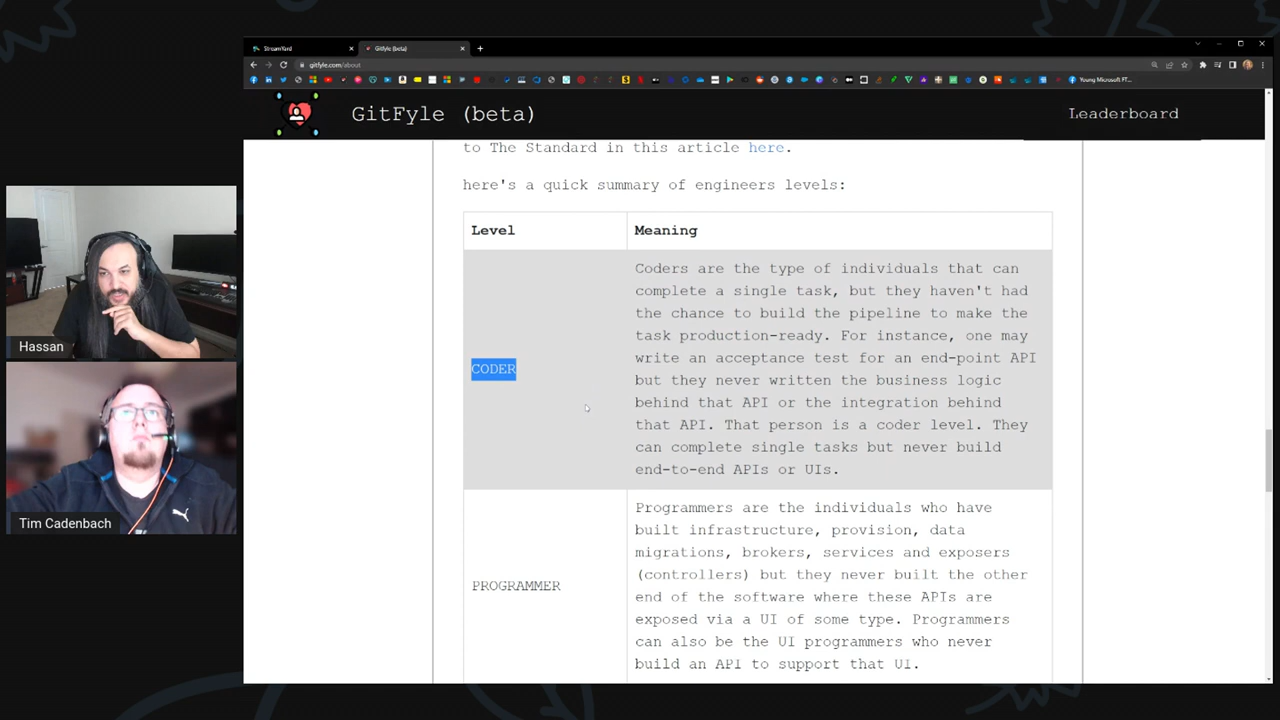 StreamYard
Gitfyle (beta)
gitfyle.com/about
Young Microsoft FT...
GitFyle (beta)
Leaderboard
to The Standard in this article here.
here's a quick summary of engineers levels:
Level
Meaning
CODER
Coders are the type of individuals that can
complete a single task, but they haven't had
the chance to build the pipeline to make the
task production-ready. For instance, one may
write an acceptance test for an end-point API
but they never written the business logic
behind that API or the integration behind
that API. That person is a coder level. They
can complete single tasks but never build
end-to-end APIs or UIs.
PROGRAMMER
Programmers are the individuals who have
built infrastructure, provision, data
migrations, brokers, services and exposers
(controllers) but they never built the other
end of the software where these APIs are
exposed via a UI of some type. Programmers
can also be the UI programmers who never
build an API to support that UI.
Hassan
Tim Cadenbach